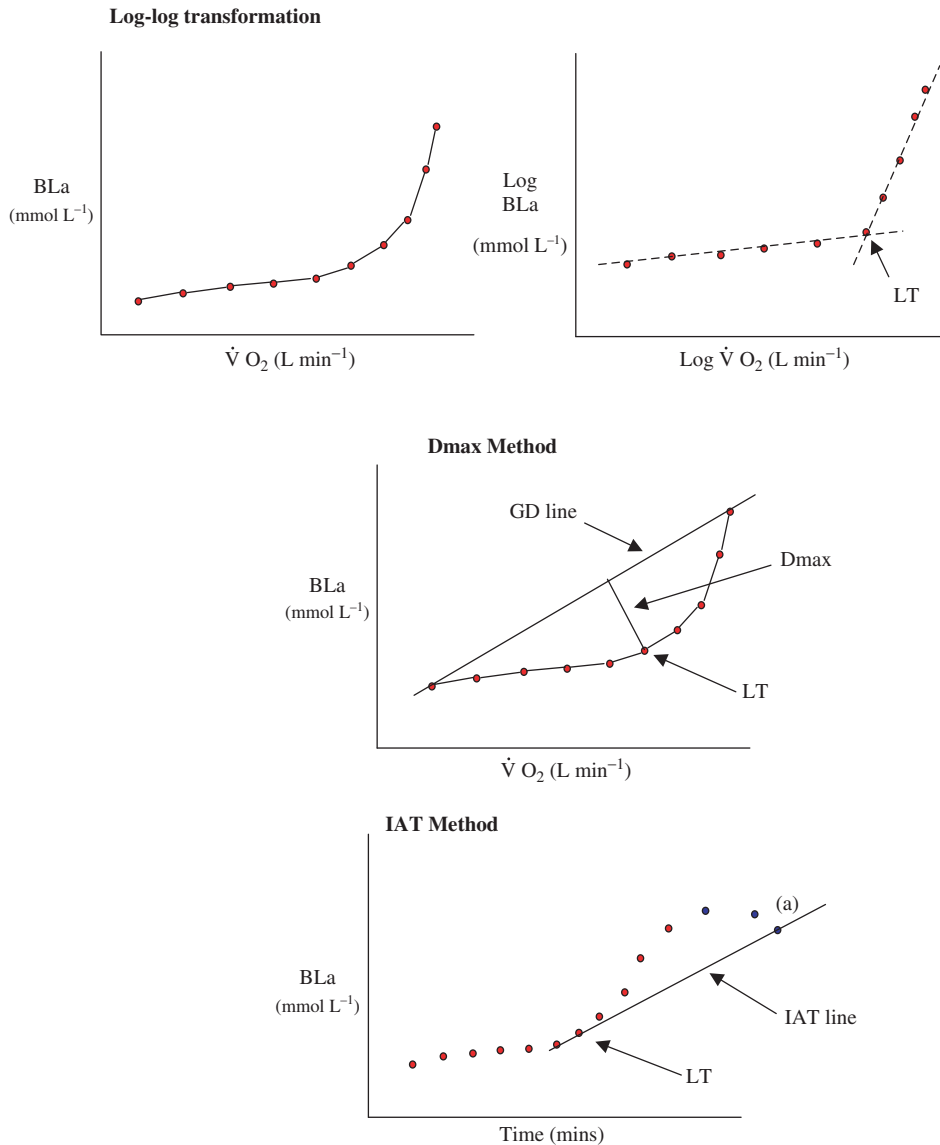 Log-log transformation
BLa
(mmol L⁻¹)
V̇ O₂ (L min⁻¹)
Log
BLa
(mmol L⁻¹)
LT
Log V̇ O₂ (L min⁻¹)
Dmax Method
GD line
Dmax
BLa
(mmol L⁻¹)
LT
V̇ O₂ (L min⁻¹)
IAT Method
(a)
BLa
(mmol L⁻¹)
IAT line
LT
Time (mins)